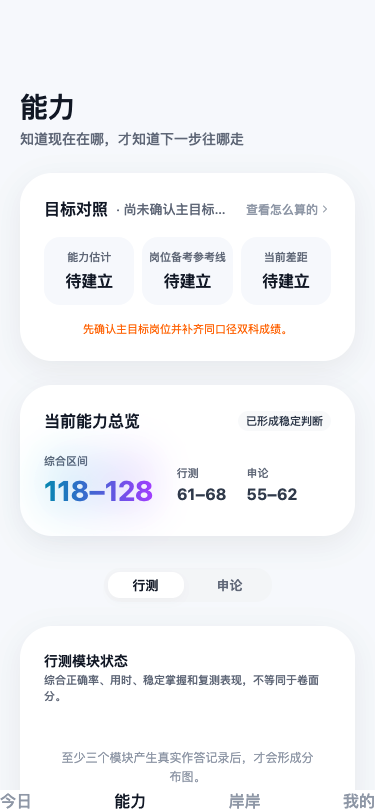 能力
知道现在在哪，才知道下一步往哪走
目标对照 · 尚未确认主目标... 查看怎么算的 >
能力估计 岗位备考参考线 当前差距
待建立 待建立 待建立
先确认主目标岗位并补齐同口径双科成绩。
当前能力总览 已形成稳定判断
综合区间 行测 申论
118–128 61–68 55–62
行测 申论
行测模块状态
综合正确率、用时、稳定掌握和复测表现，不等同于卷面
分。
至少三个模块产生真实作答记录后，才会形成分
布图。
今日 能力 岸岸 我的